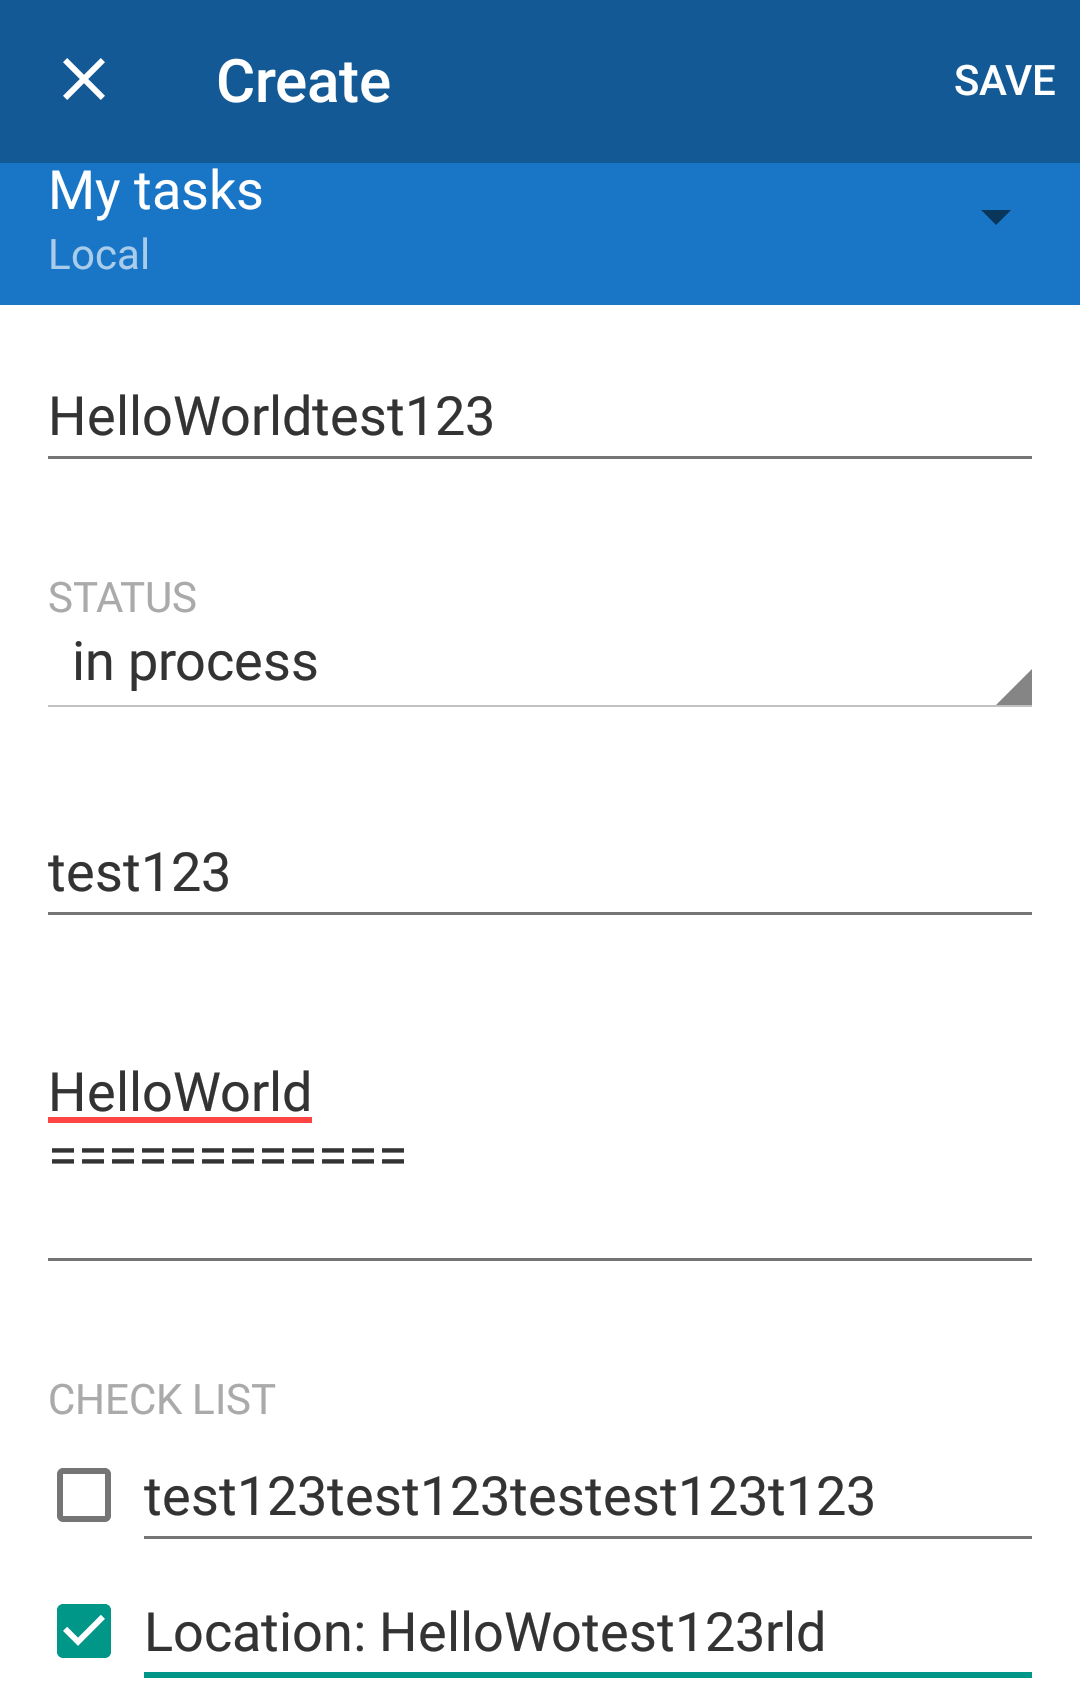 Create
SAVE
My tasks
Local
HelloWorldtest123
STATUS
in process
test123
HelloWorld
============
CHECK LIST
test123test123testest123t123
Location: HelloWotest123rld